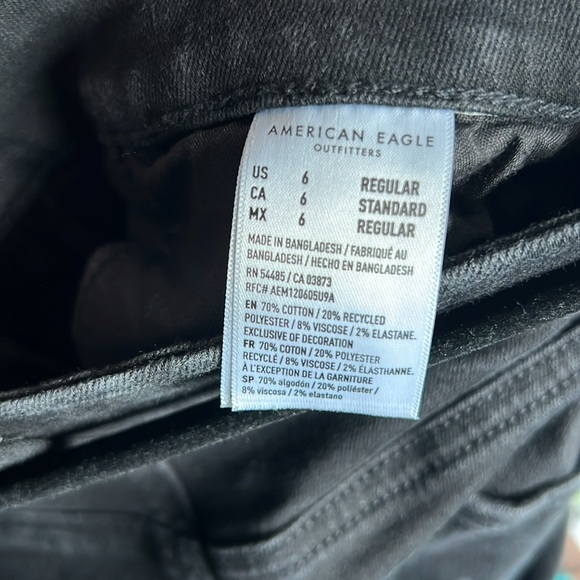 AMERICAN EAGLE
OUTFITTERS
US 6 REGULAR
CA 6 STANDARD
MX 6 REGULAR
MADE IN BANGLADESH / FABRIQUÉ AU
BANGLADESH / HECHO EN BANGLADESH
RN 54485 / CA 03873
RFC# AEM120605U9A
EN 70% COTTON / 20% RECYCLED
POLYESTER / 8% VISCOSE / 2% ELASTANE.
EXCLUSIVE OF DECORATION
FR 70% COTON / 20% POLYESTER
RECYCLÉ / 8% VISCOSE / 2% ÉLASTHANNE.
À L'EXCEPTION DE LA GARNITURE
SP 70% algodón / 20% poliéster /
8% viscosa / 2% elastano